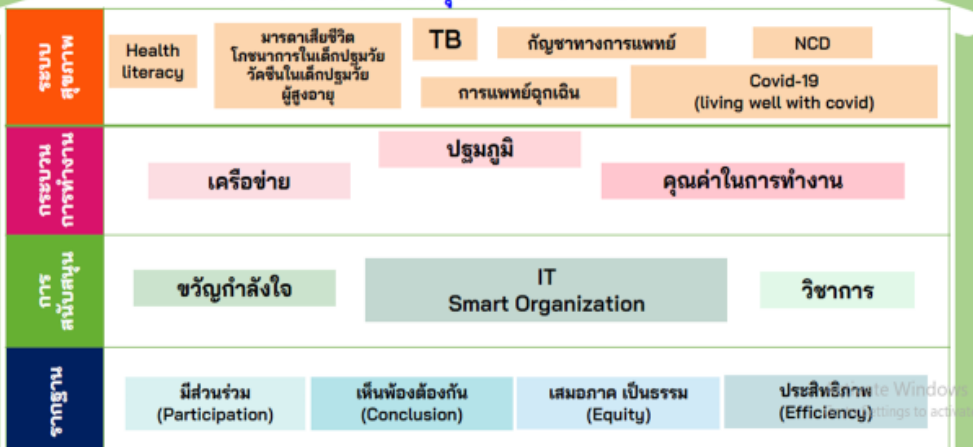 ระบบ
สุขภาพ
Health
literacy
มารดาเสียชีวิต
โภชนาการในเด็กปฐมวัย
วัคซีนในเด็กปฐมวัย
ผู้สูงอายุ
TB
กัญชาทางการแพทย์
NCD
การแพทย์ฉุกเฉิน
Covid-19
(living well with covid)
กระบวน
การทำงาน
เครือข่าย
ปฐมภูมิ
คุณค่าในการทำงาน
การ
สนับสนุน
ขวัญกำลังใจ
IT
Smart Organization
วิชาการ
รากฐาน
มีส่วนร่วม
(Participation)
เห็นพ้องต้องกัน
(Conclusion)
เสมอภาค เป็นธรรม
(Equity)
ประสิทธิภาพ
(Efficiency)
Windows
ettings to activat